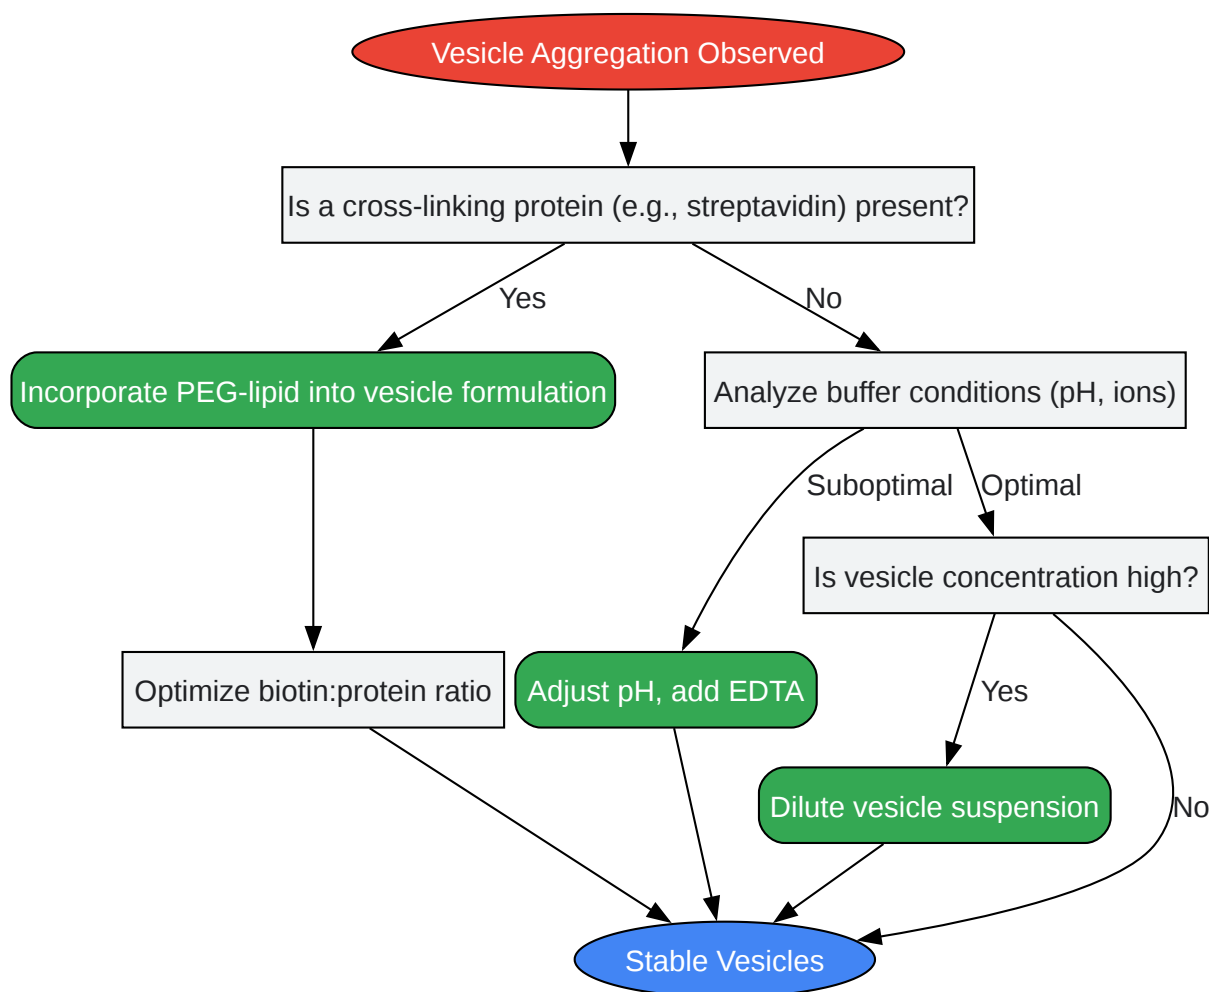 Vesicle Aggregation Observed
Is a cross-linking protein (e.g., streptavidin) present?
Yes
No
Incorporate PEG-lipid into vesicle formulation
Analyze buffer conditions (pH, ions)
Suboptimal
Optimal
Is vesicle concentration high?
Optimize biotin:protein ratio
Adjust pH, add EDTA
Yes
Dilute vesicle suspension
No
Stable Vesicles